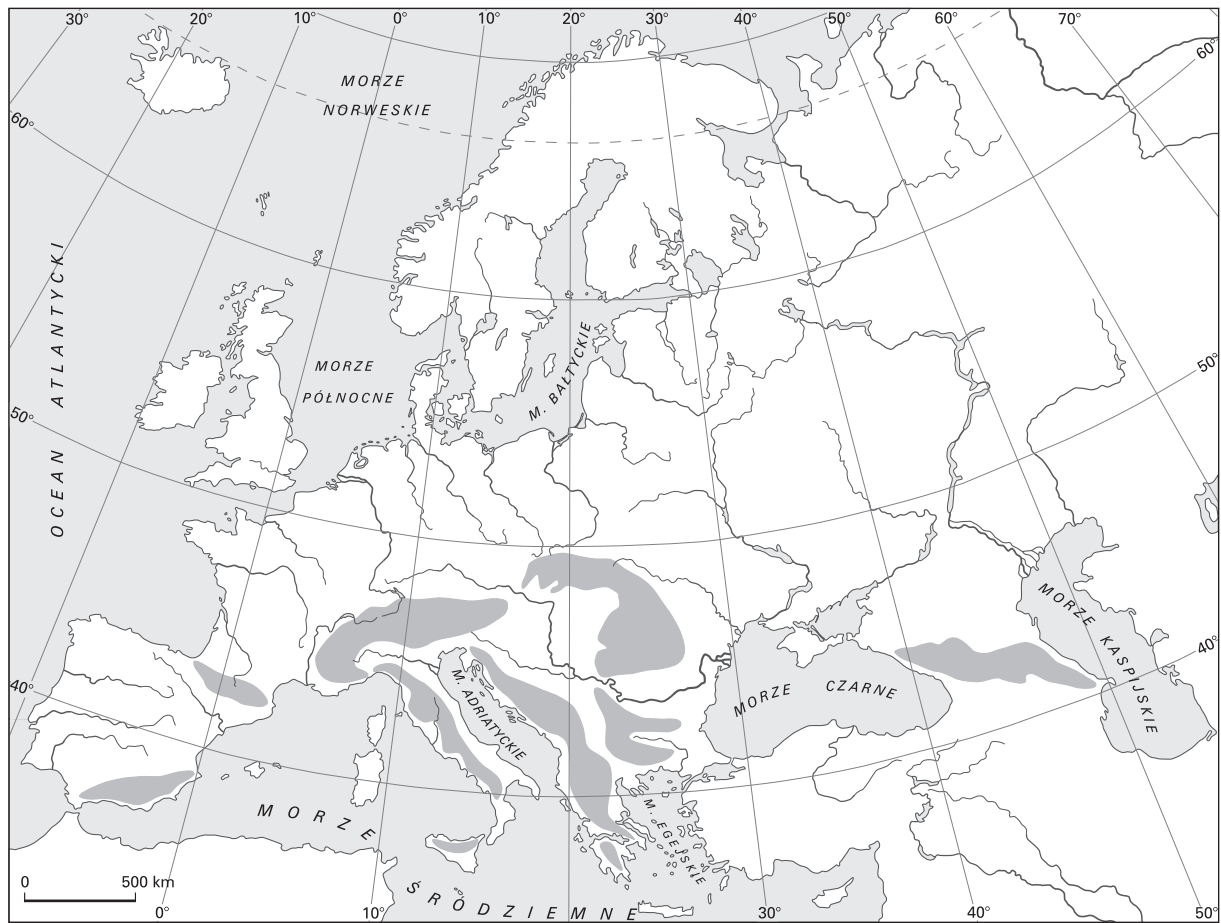 30° 20° 10° 0° 10° 20° 30° 40° 50° 60° 70°
60°
MORZE
NORWESKIE
60°
OCEAN ATLANTYCKI
MORZE
PÓŁNOCNE
M. BAŁTYCKIE
50°
50°
MORZE KASPIJSKIE
40°
40°
M. ADRIATYCKIE
MORZE CZARNE
M. EGEJSKIE
MORZE
ŚRÓDZIEMNE
0 500 km
0° 10° 30° 40° 50°